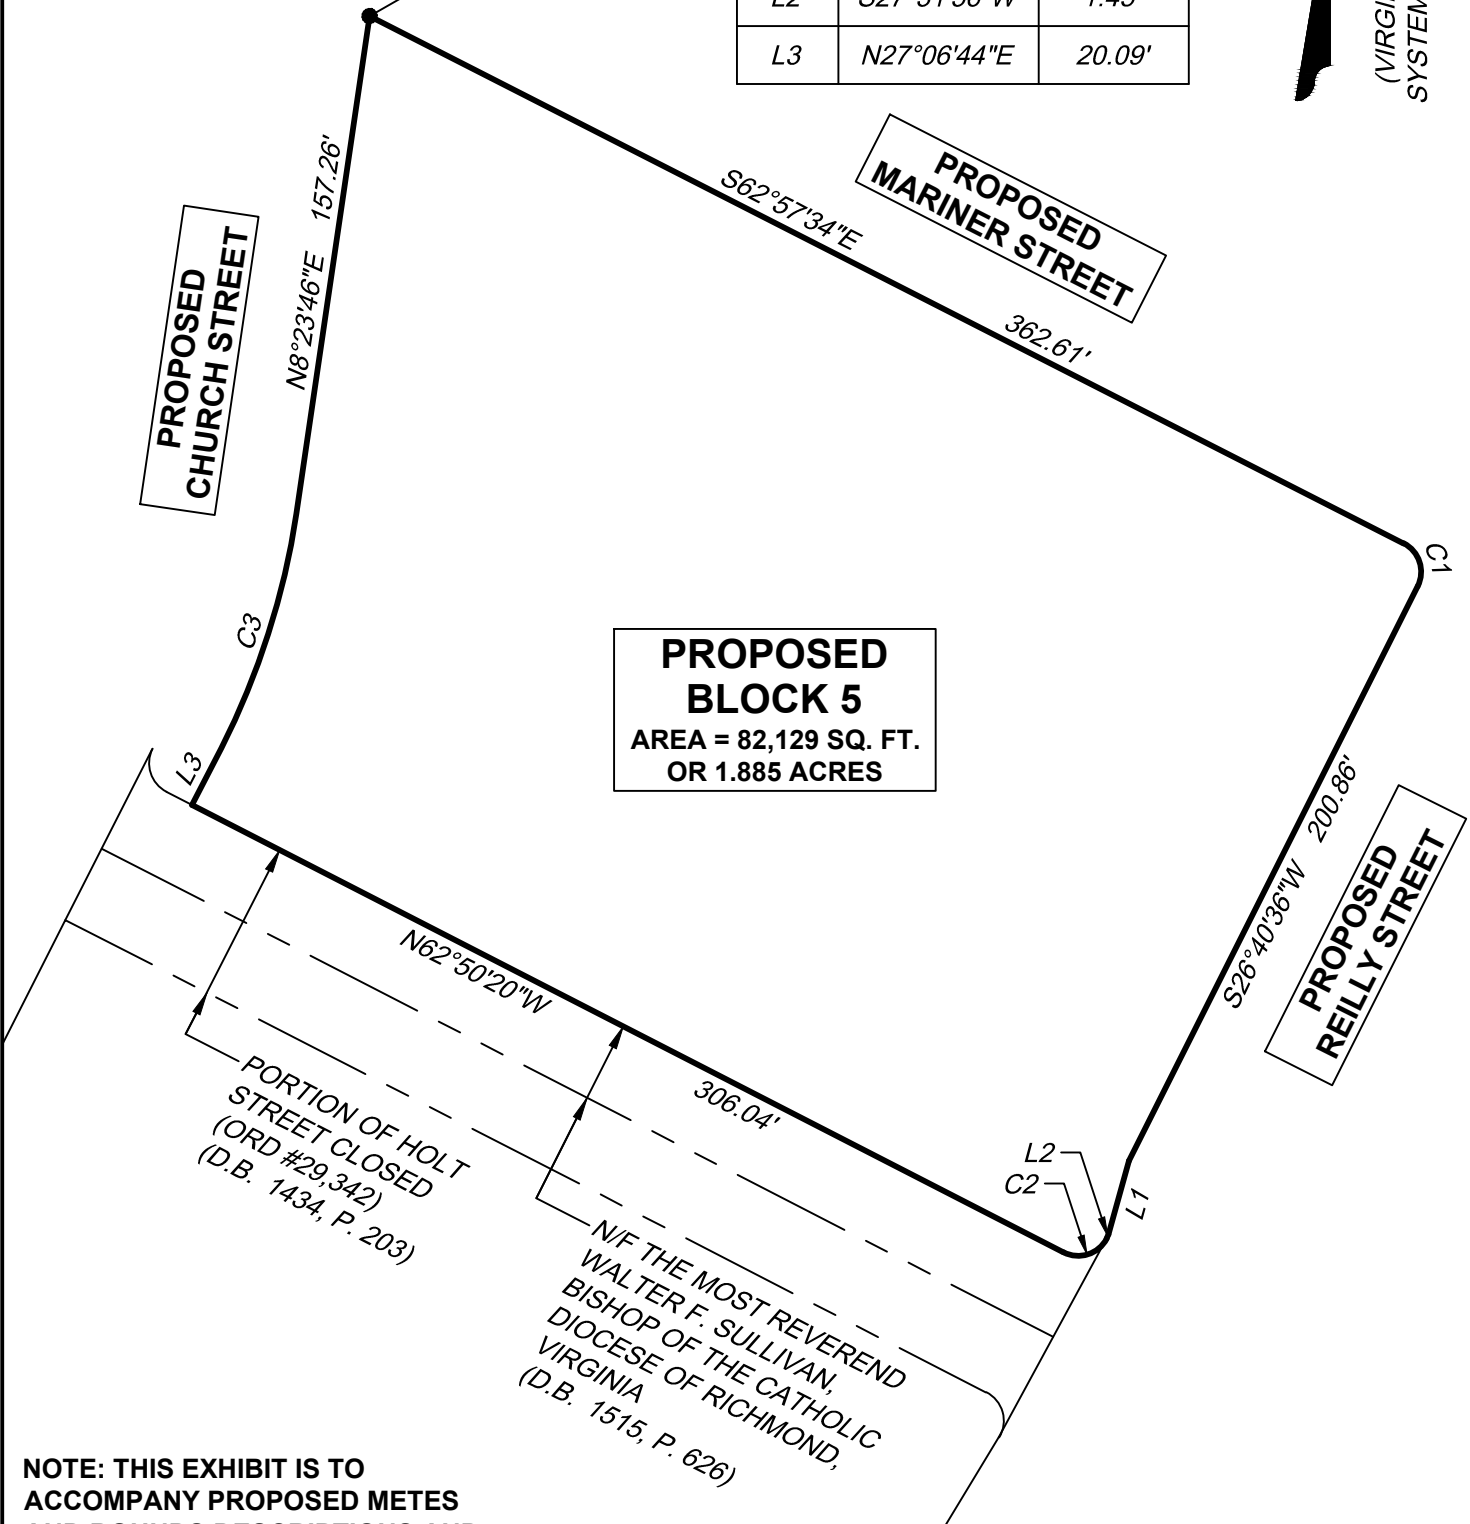 L3 N27°06'44"E 20.09'
(VIRGI
SYSTEM
PROPOSED
MARINER STREET
S62°57'34"E
362.61'
N8°23'46"E 157.26'
PROPOSED
CHURCH STREET
C1
C3
PROPOSED
BLOCK 5
AREA = 82,129 SQ. FT.
OR 1.885 ACRES
L3
S26°40'36"W 200.86'
PROPOSED
REILLY STREET
N62°50'20"W
306.04'
L2
C2
L1
PORTION OF HOLT
STREET CLOSED
(ORD #29,342)
(D.B. 1434, P. 203)
N/F THE MOST REVEREND
WALTER F. SULLIVAN,
BISHOP OF THE CATHOLIC
DIOCESE OF RICHMOND,
VIRGINIA
(D.B. 1515, P. 626)
NOTE: THIS EXHIBIT IS TO
ACCOMPANY PROPOSED METES